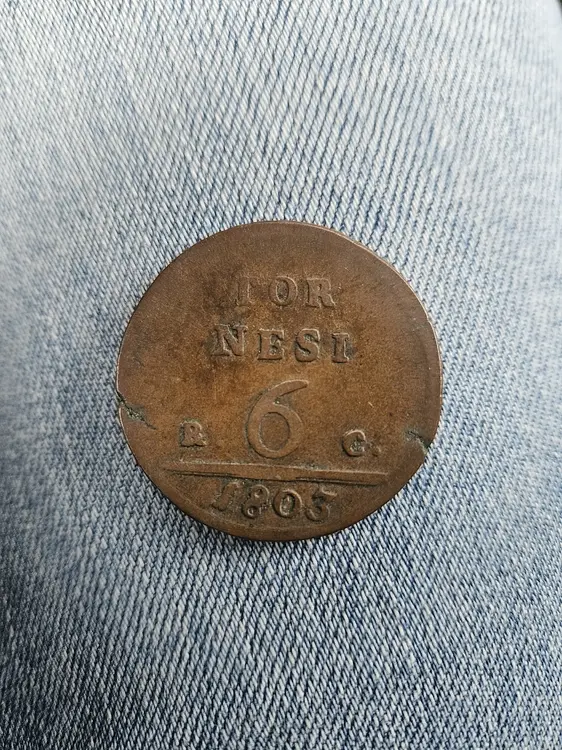 TOR
NESI
R. 6 C.
1803